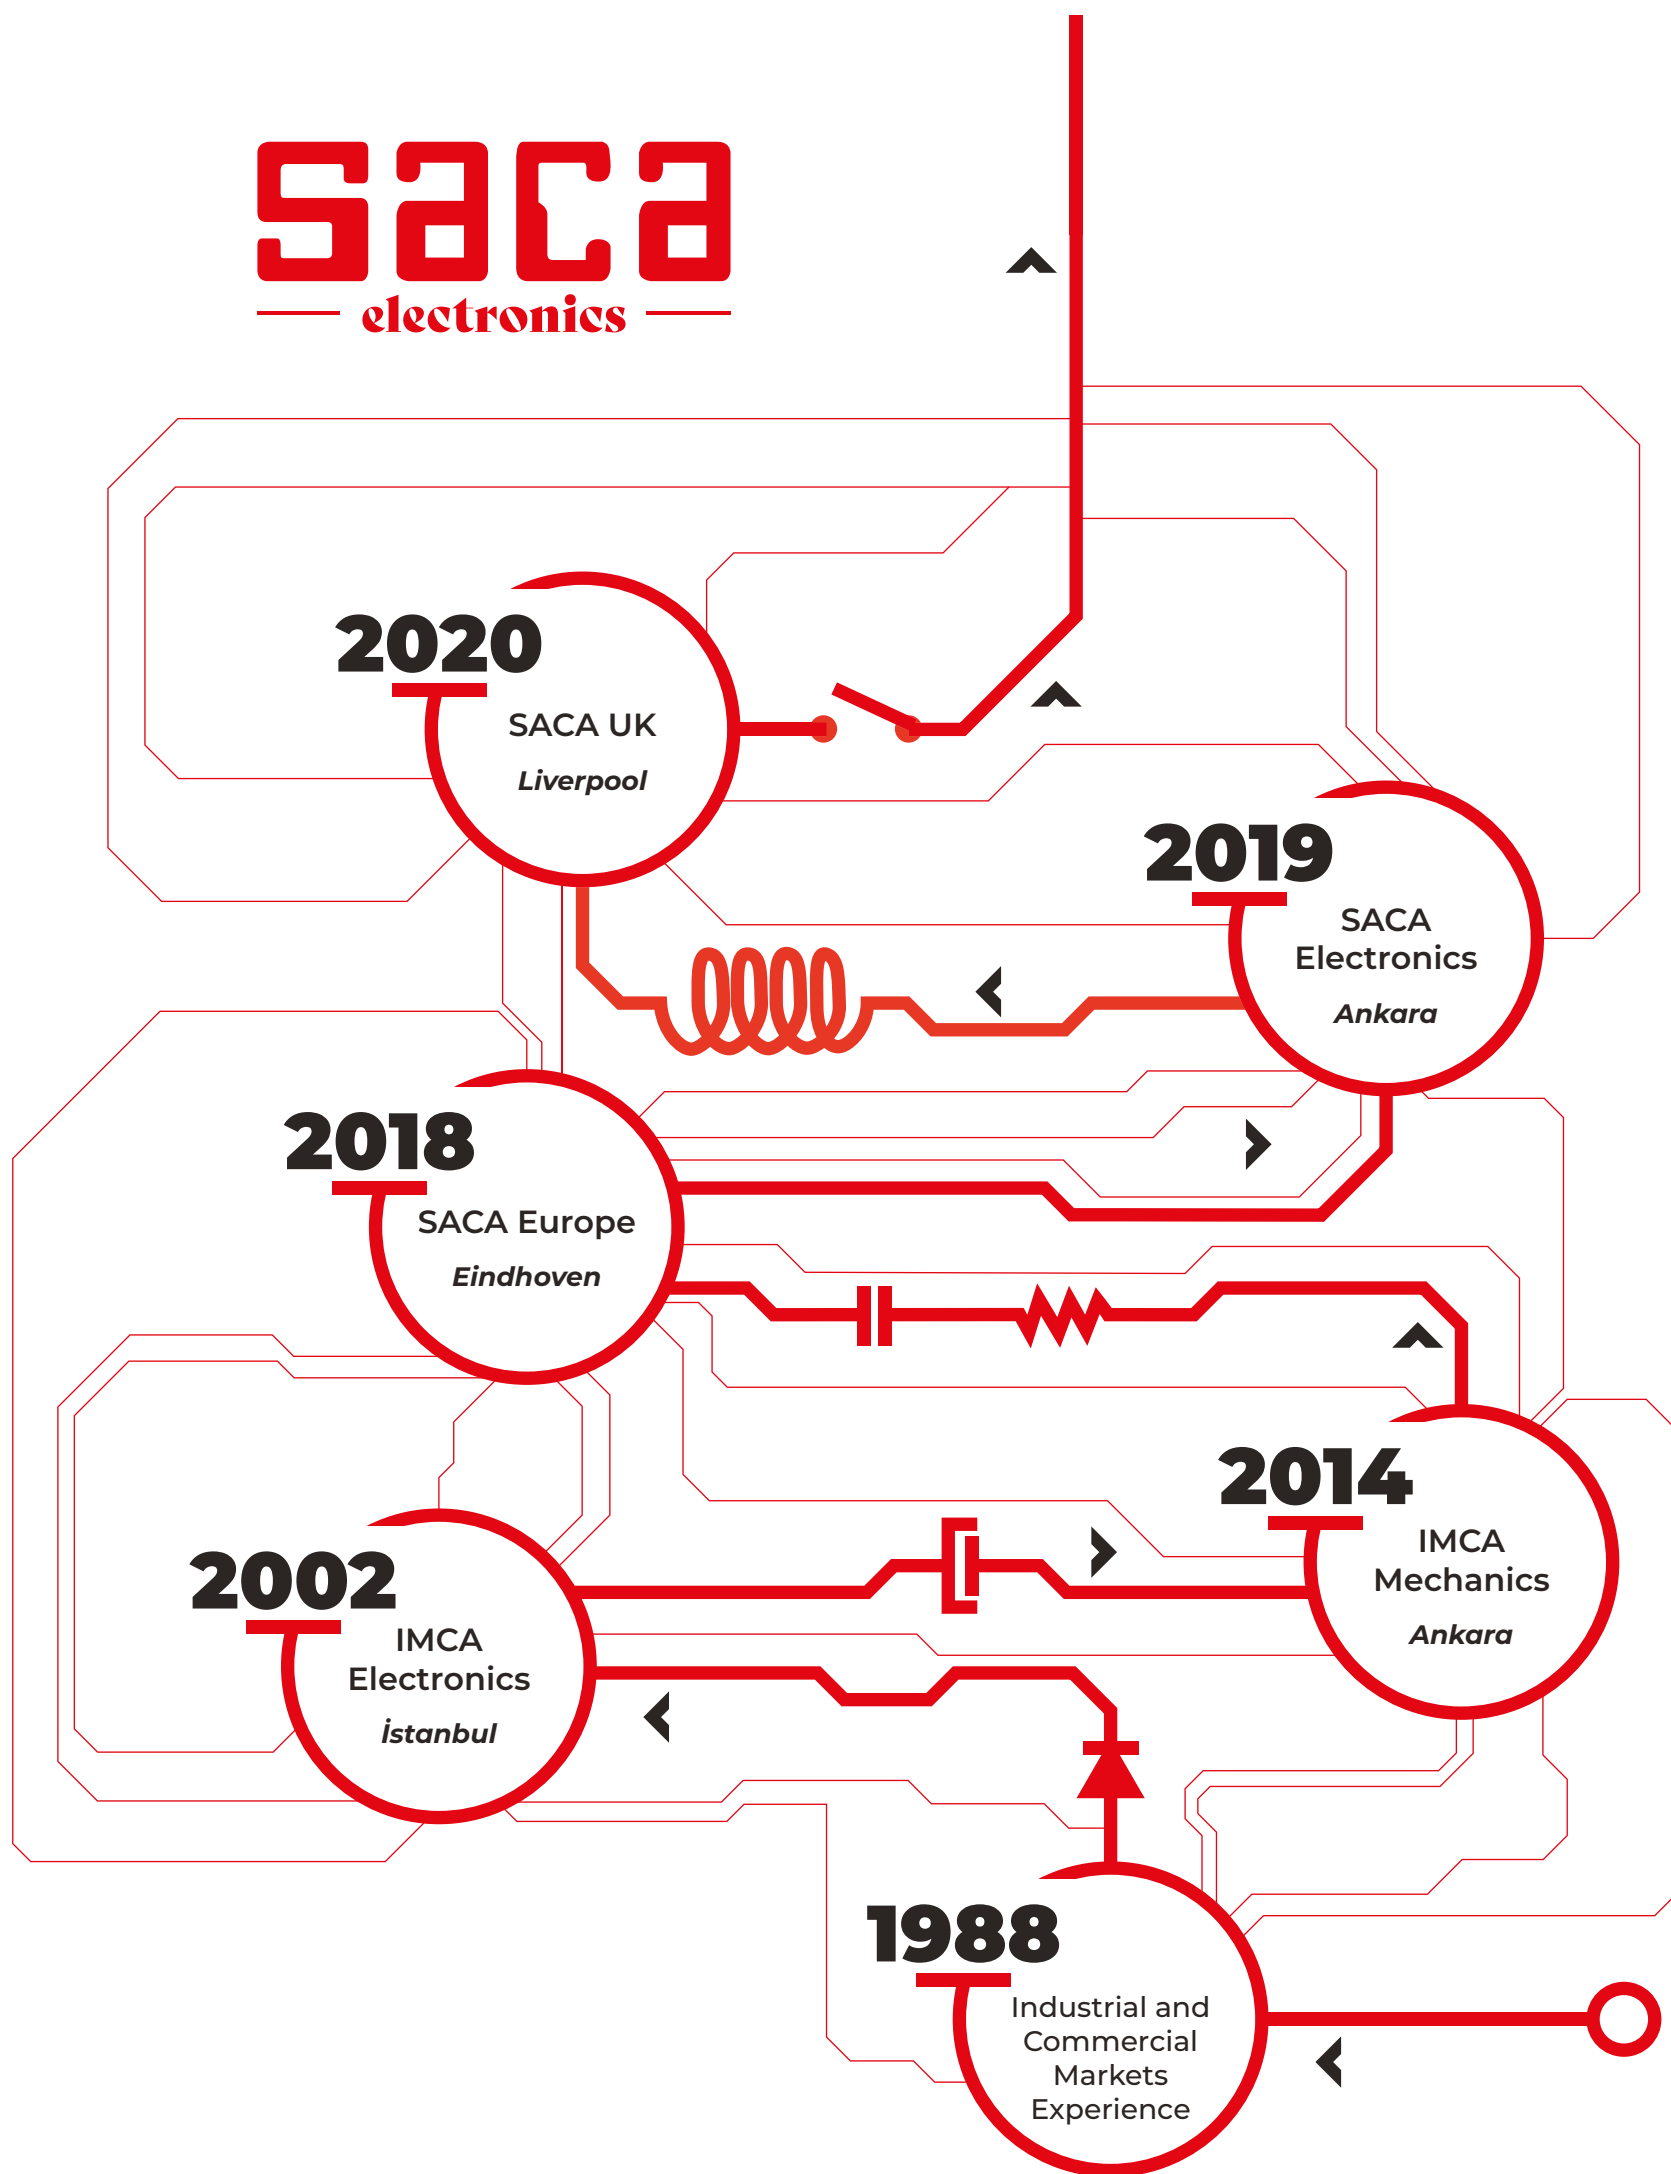 saca
electronics
2020
SACA UK
Liverpool
2019
SACA
Electronics
Ankara
2018
SACA Europe
Eindhoven
2014
IMCA
Mechanics
Ankara
2002
IMCA
Electronics
İstanbul
1988
Industrial and
Commercial
Markets
Experience